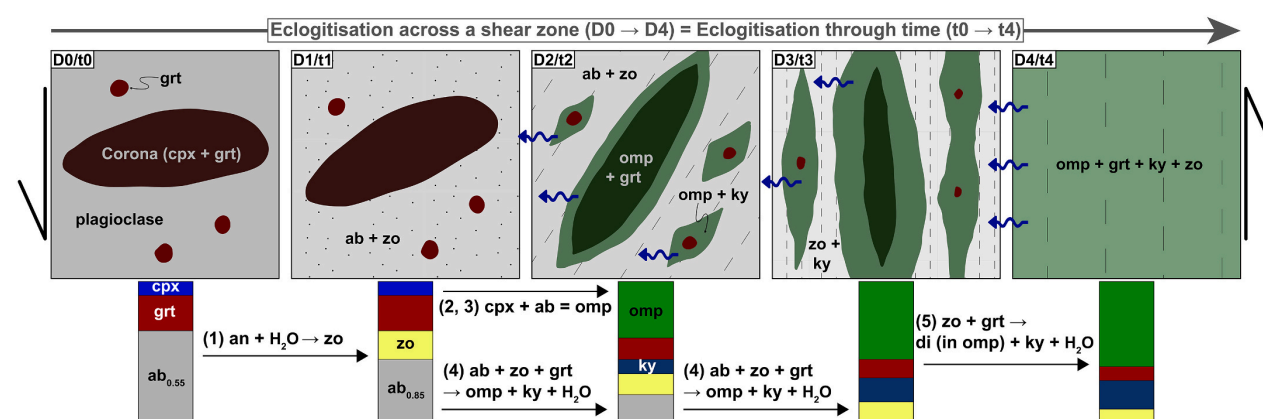 Eclogitisation across a shear zone (D0 → D4) = Eclogitisation through time (t0 → t4)
D0/t0
grt
Corona (cpx + grt)
plagioclase
D1/t1
ab + zo
D2/t2
ab + zo
omp
+ grt
omp + ky
D3/t3
zo +
ky
D4/t4
omp + grt + ky + zo
cpx
grt
ab0.55
(1) an + H2O → zo
zo
ab0.85
(2, 3) cpx + ab = omp
(4) ab + zo + grt
→ omp + ky + H2O
omp
ky
(4) ab + zo + grt
→ omp + ky + H2O
(5) zo + grt →
di (in omp) + ky + H2O